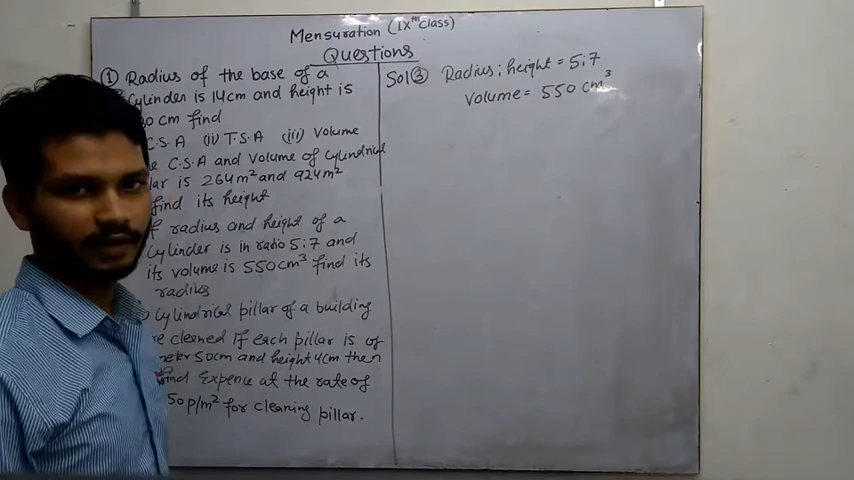 Mensuration (IXth class)
Questions
① Radius of the base of a
Cylinder is 14cm and height is
30 cm find
C.S.A (ii) T.S.A (iii) Volume
C.S.A and Volume of Cylindrical
is 264m² and 924m²
find its height
radius and height of a
Cylinder is in ratio 5:7 and
its volume is 550cm³ find its
radius
Cylindrical pillar of a building
cleaned If each pillar is of
50cm and height 4cm then
find Expence at the rate of
50 p/m² for cleaning pillar.
Sol③ Radius : height = 5:7
Volume = 550 cm³